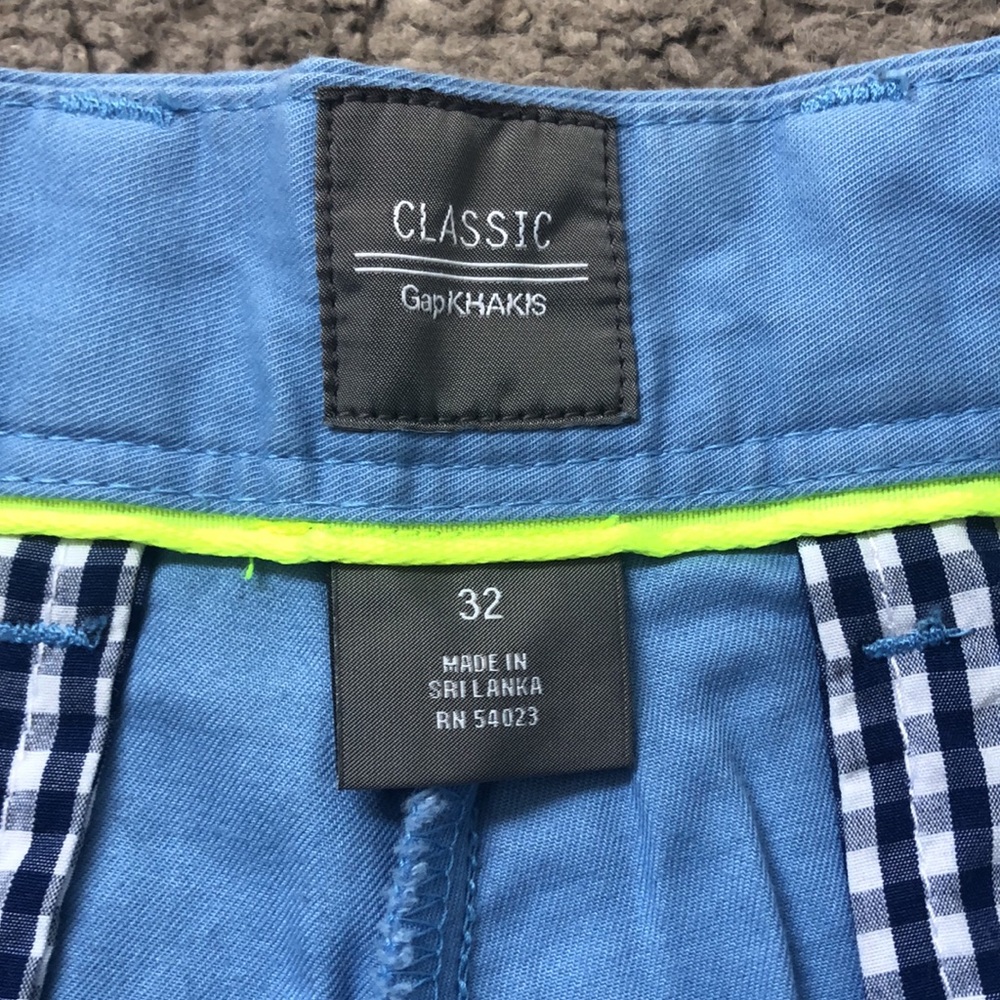 CLASSIC
GapKHAKIS
32
MADE IN
SRI LANKA
RN 54023